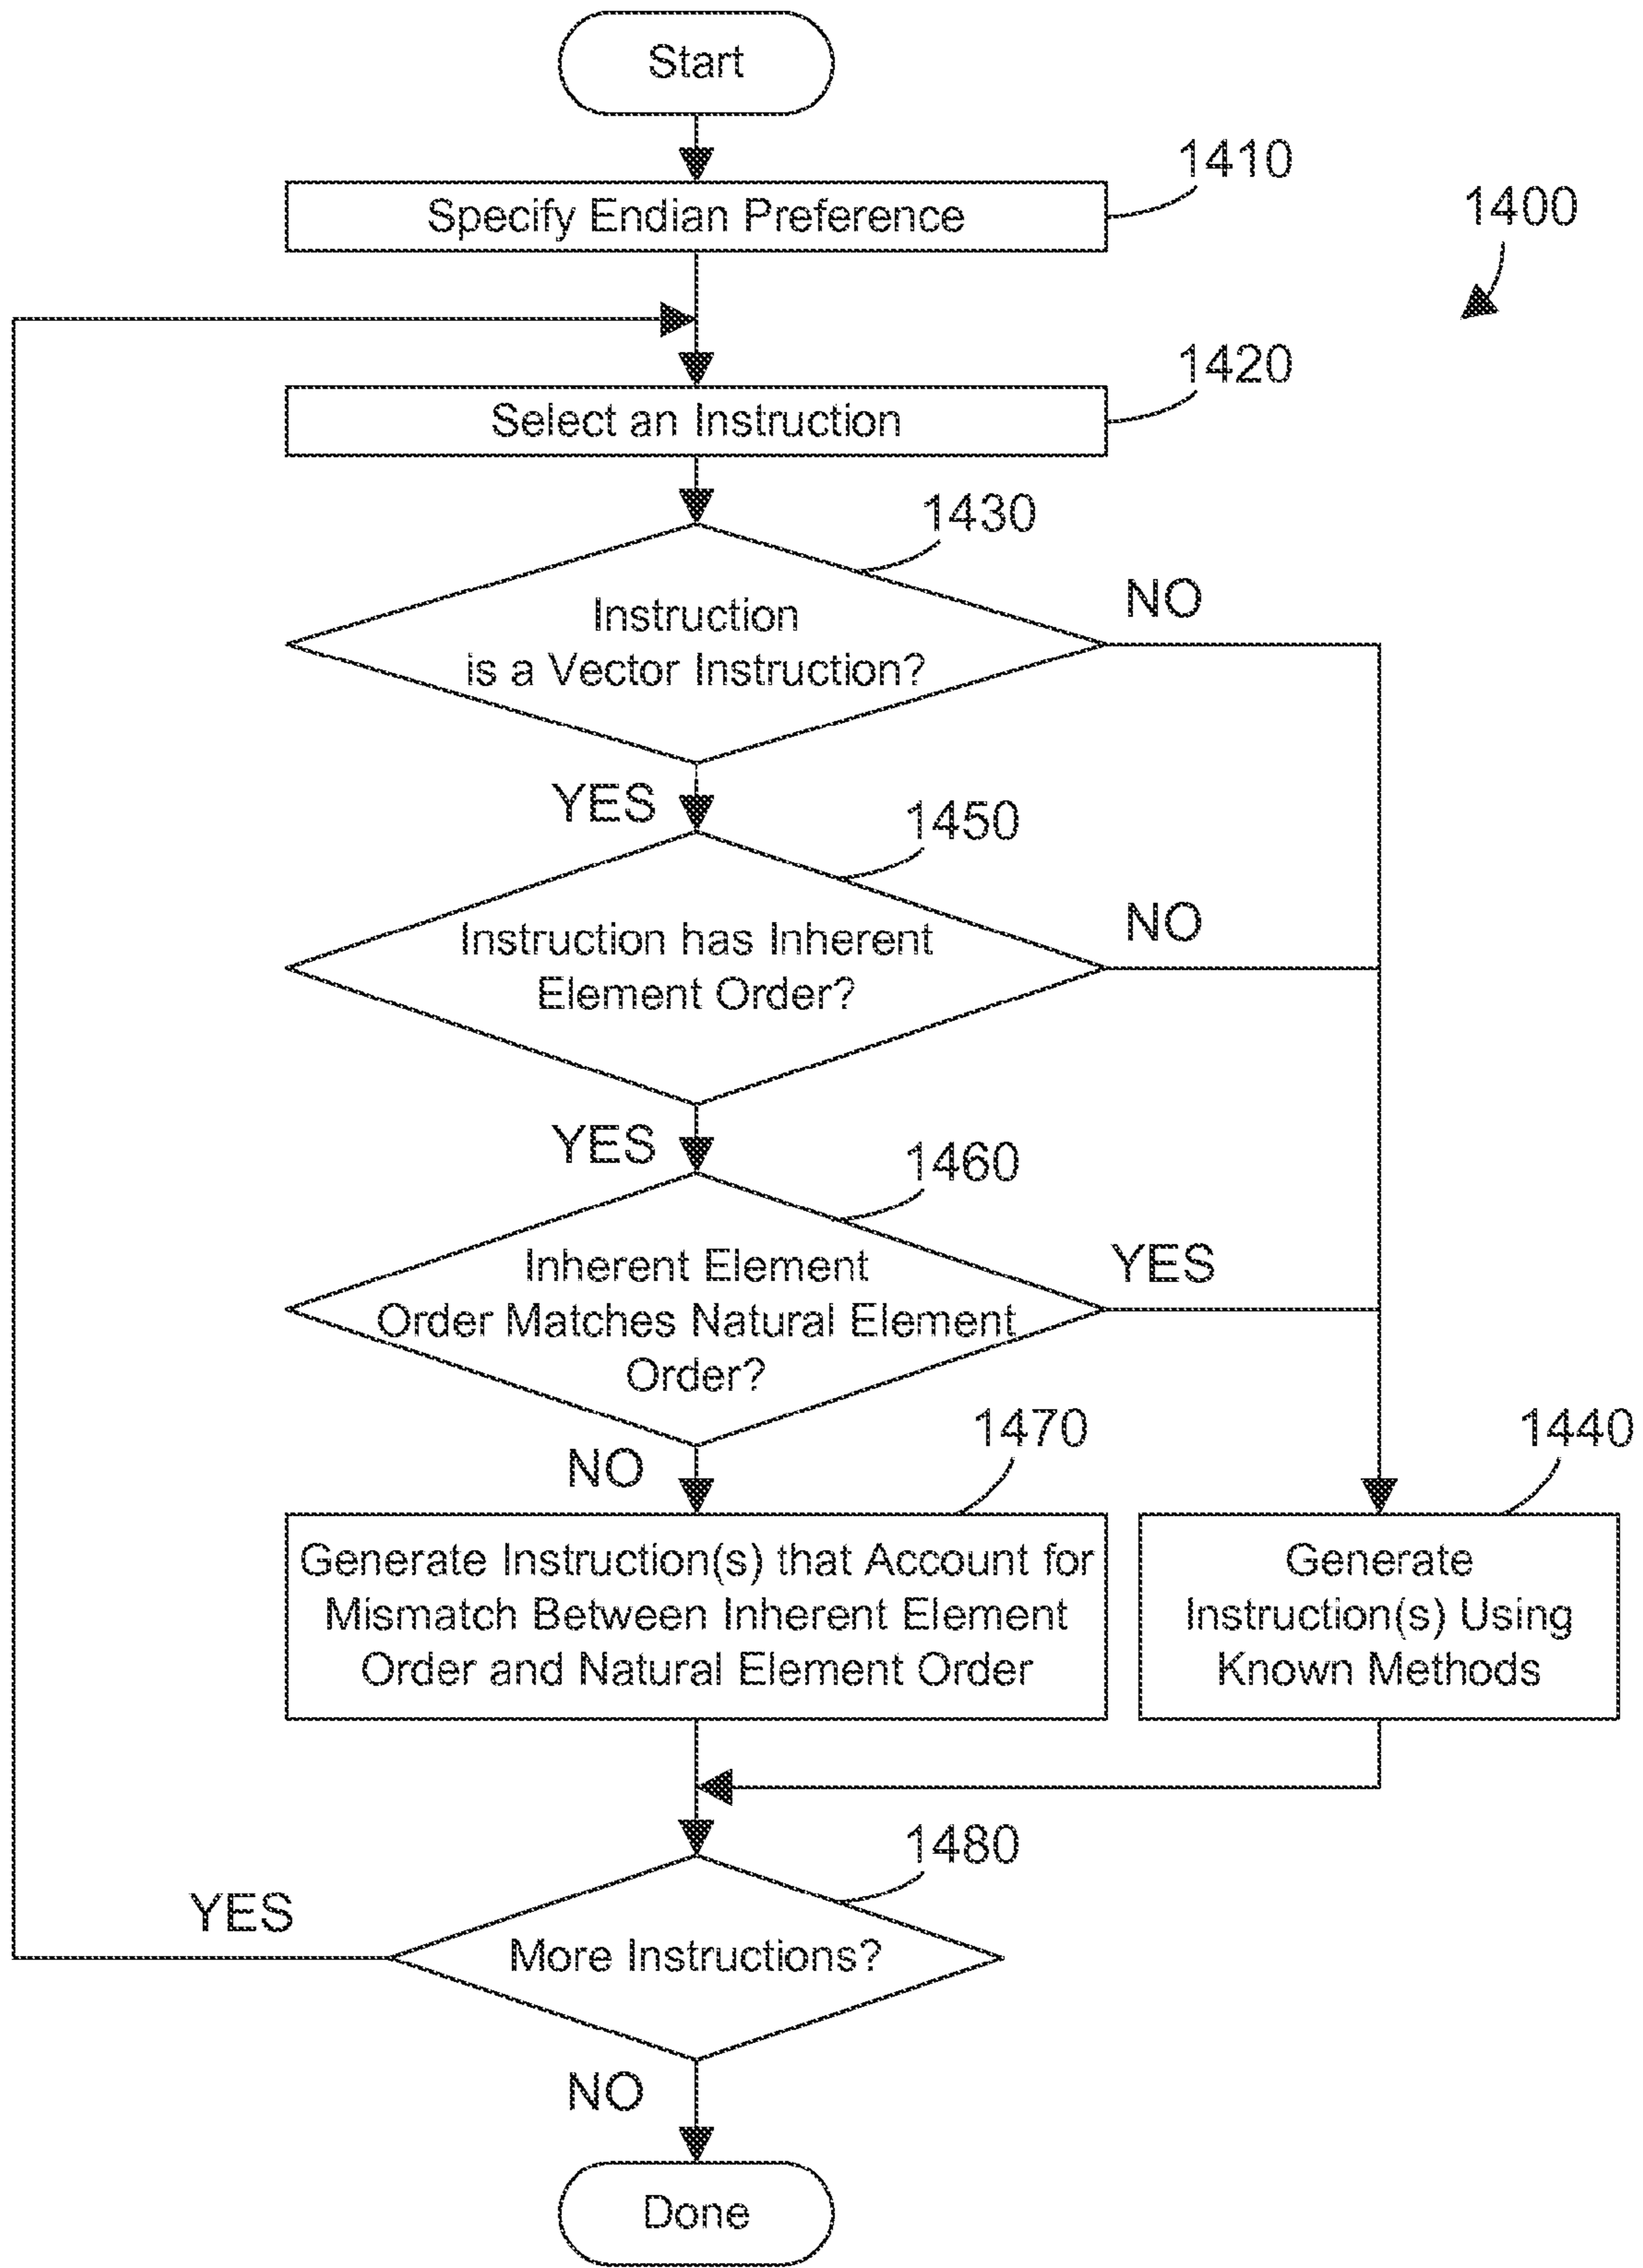 Start
1410
Specify Endian Preference
1400
1420
Select an Instruction
1430
Instruction
is a Vector Instruction?
NO
YES
1450
Instruction has Inherent
Element Order?
NO
YES
1460
Inherent Element
Order Matches Natural Element
Order?
YES
NO
1470
1440
Generate Instruction(s) that Account for
Mismatch Between Inherent Element
Order and Natural Element Order
Generate
Instruction(s) Using
Known Methods
1480
YES
More Instructions?
NO
Done